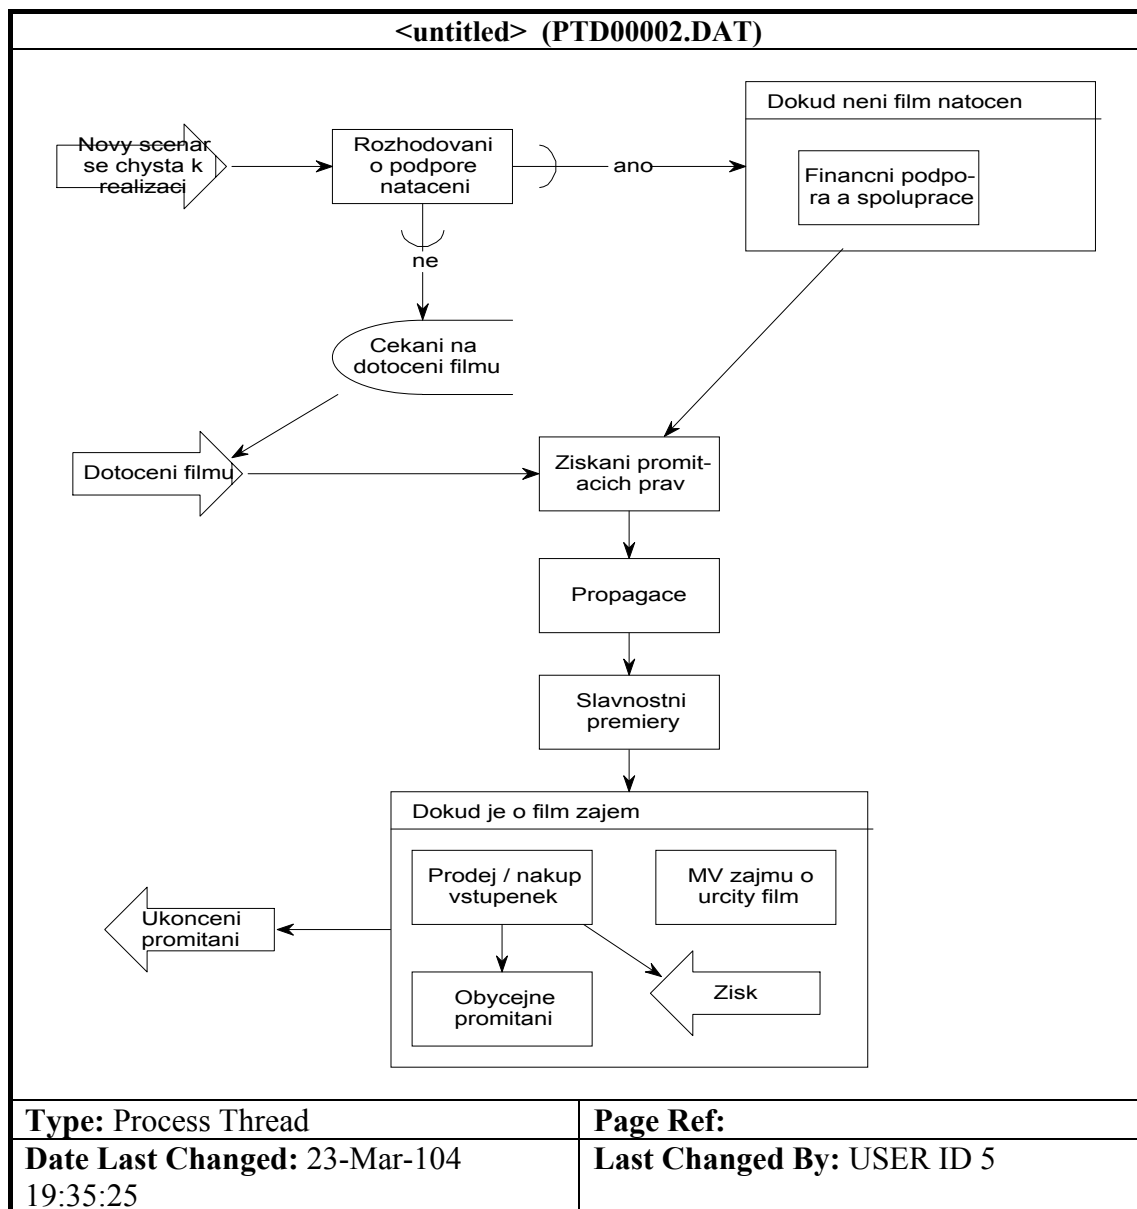 <untitled> (PTD00002.DAT)
Dokud neni film natocen
Novy scenar
se chysta k
realizaci
Rozhodovani
o podpore
nataceni
ano
Financni podpo-
ra a spoluprace
ne
Cekani na
dotoceni filmu
Dotoceni filmu
Ziskani promit-
acich prav
Propagace
Slavnostni
premiery
Dokud je o film zajem
Prodej / nakup
vstupenek
MV zajmu o
urcity film
Ukonceni
promitani
Obycejne
promitani
Zisk
Type: Process Thread
Page Ref:
Date Last Changed: 23-Mar-104
19:35:25
Last Changed By: USER ID 5